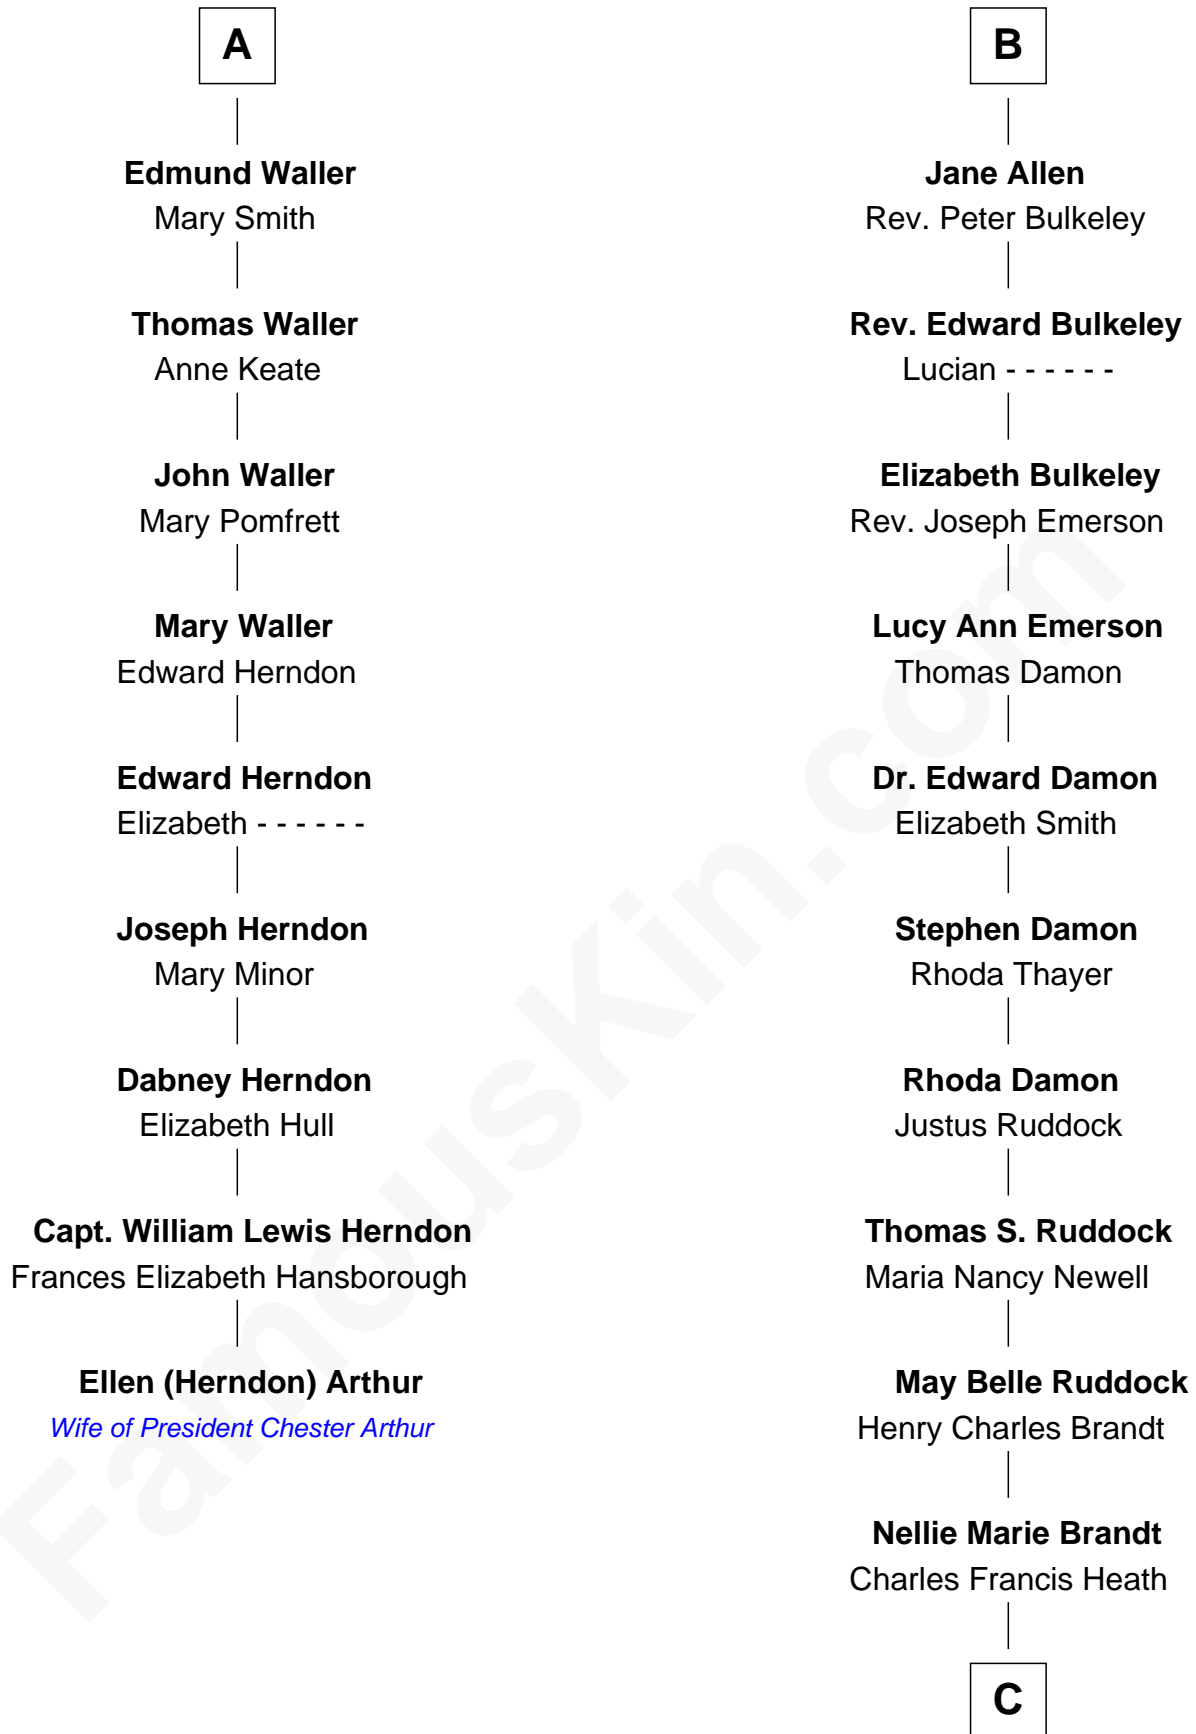 A
Edmund Waller
Mary Smith
Thomas Waller
Anne Keate
John Waller
Mary Pomfrett
Mary Waller
Edward Herndon
Edward Herndon
Elizabeth - - - - - -
Joseph Herndon
Mary Minor
Dabney Herndon
Elizabeth Hull
Capt. William Lewis Herndon
Frances Elizabeth Hansborough
Ellen (Herndon) Arthur
Wife of President Chester Arthur
B
Jane Allen
Rev. Peter Bulkeley
Rev. Edward Bulkeley
Lucian - - - - - -
Elizabeth Bulkeley
Rev. Joseph Emerson
Lucy Ann Emerson
Thomas Damon
Dr. Edward Damon
Elizabeth Smith
Stephen Damon
Rhoda Thayer
Rhoda Damon
Justus Ruddock
Thomas S. Ruddock
Maria Nancy Newell
May Belle Ruddock
Henry Charles Brandt
Nellie Marie Brandt
Charles Francis Heath
C
FamousKin.com